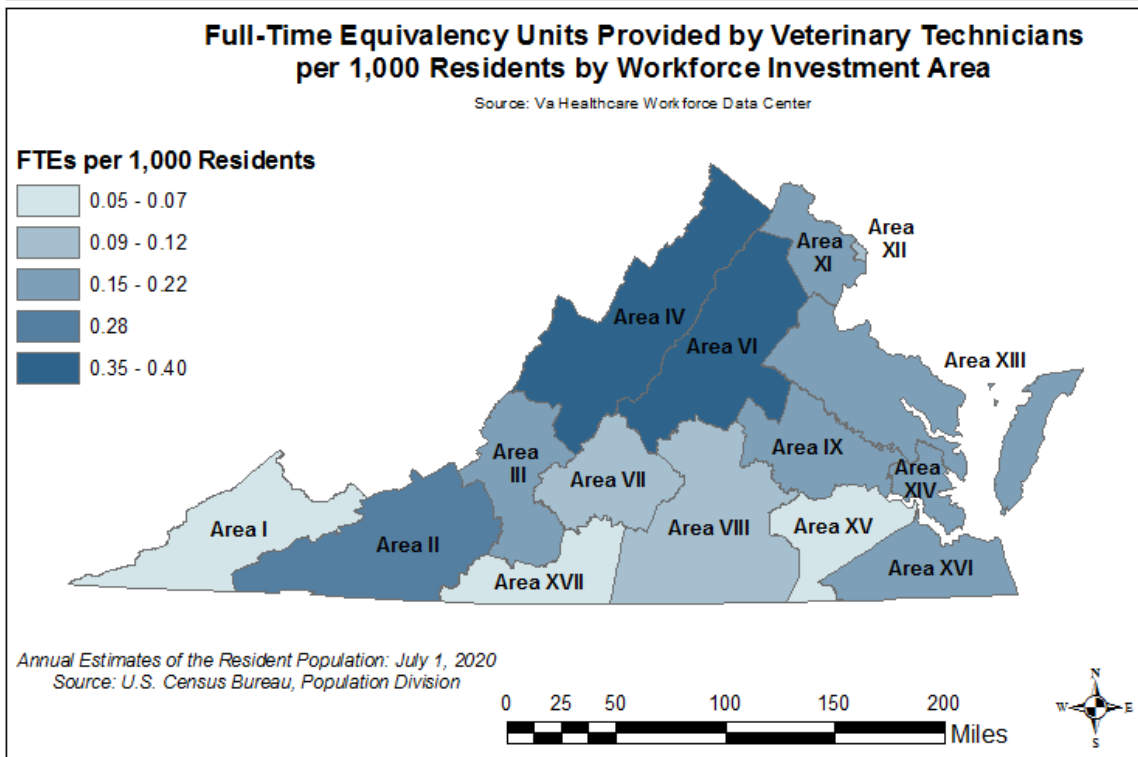 Full-Time Equivalency Units Provided by Veterinary Technicians
per 1,000 Residents by Workforce Investment Area
Source: Va Healthcare Workforce Data Center
FTEs per 1,000 Residents
0.05 - 0.07
0.09 - 0.12
0.15 - 0.22
0.28
0.35 - 0.40
Area
XII
Area
XI
Area IV
Area VI
Area XIII
Area
III
Area IX
Area VII
Area
XIV
Area I
Area II
Area VIII
Area XV
Area XVII
Area XVI
Annual Estimates of the Resident Population: July 1, 2020
Source: U.S. Census Bureau, Population Division
0 25 50 100 150 200
Miles
N
W E
S